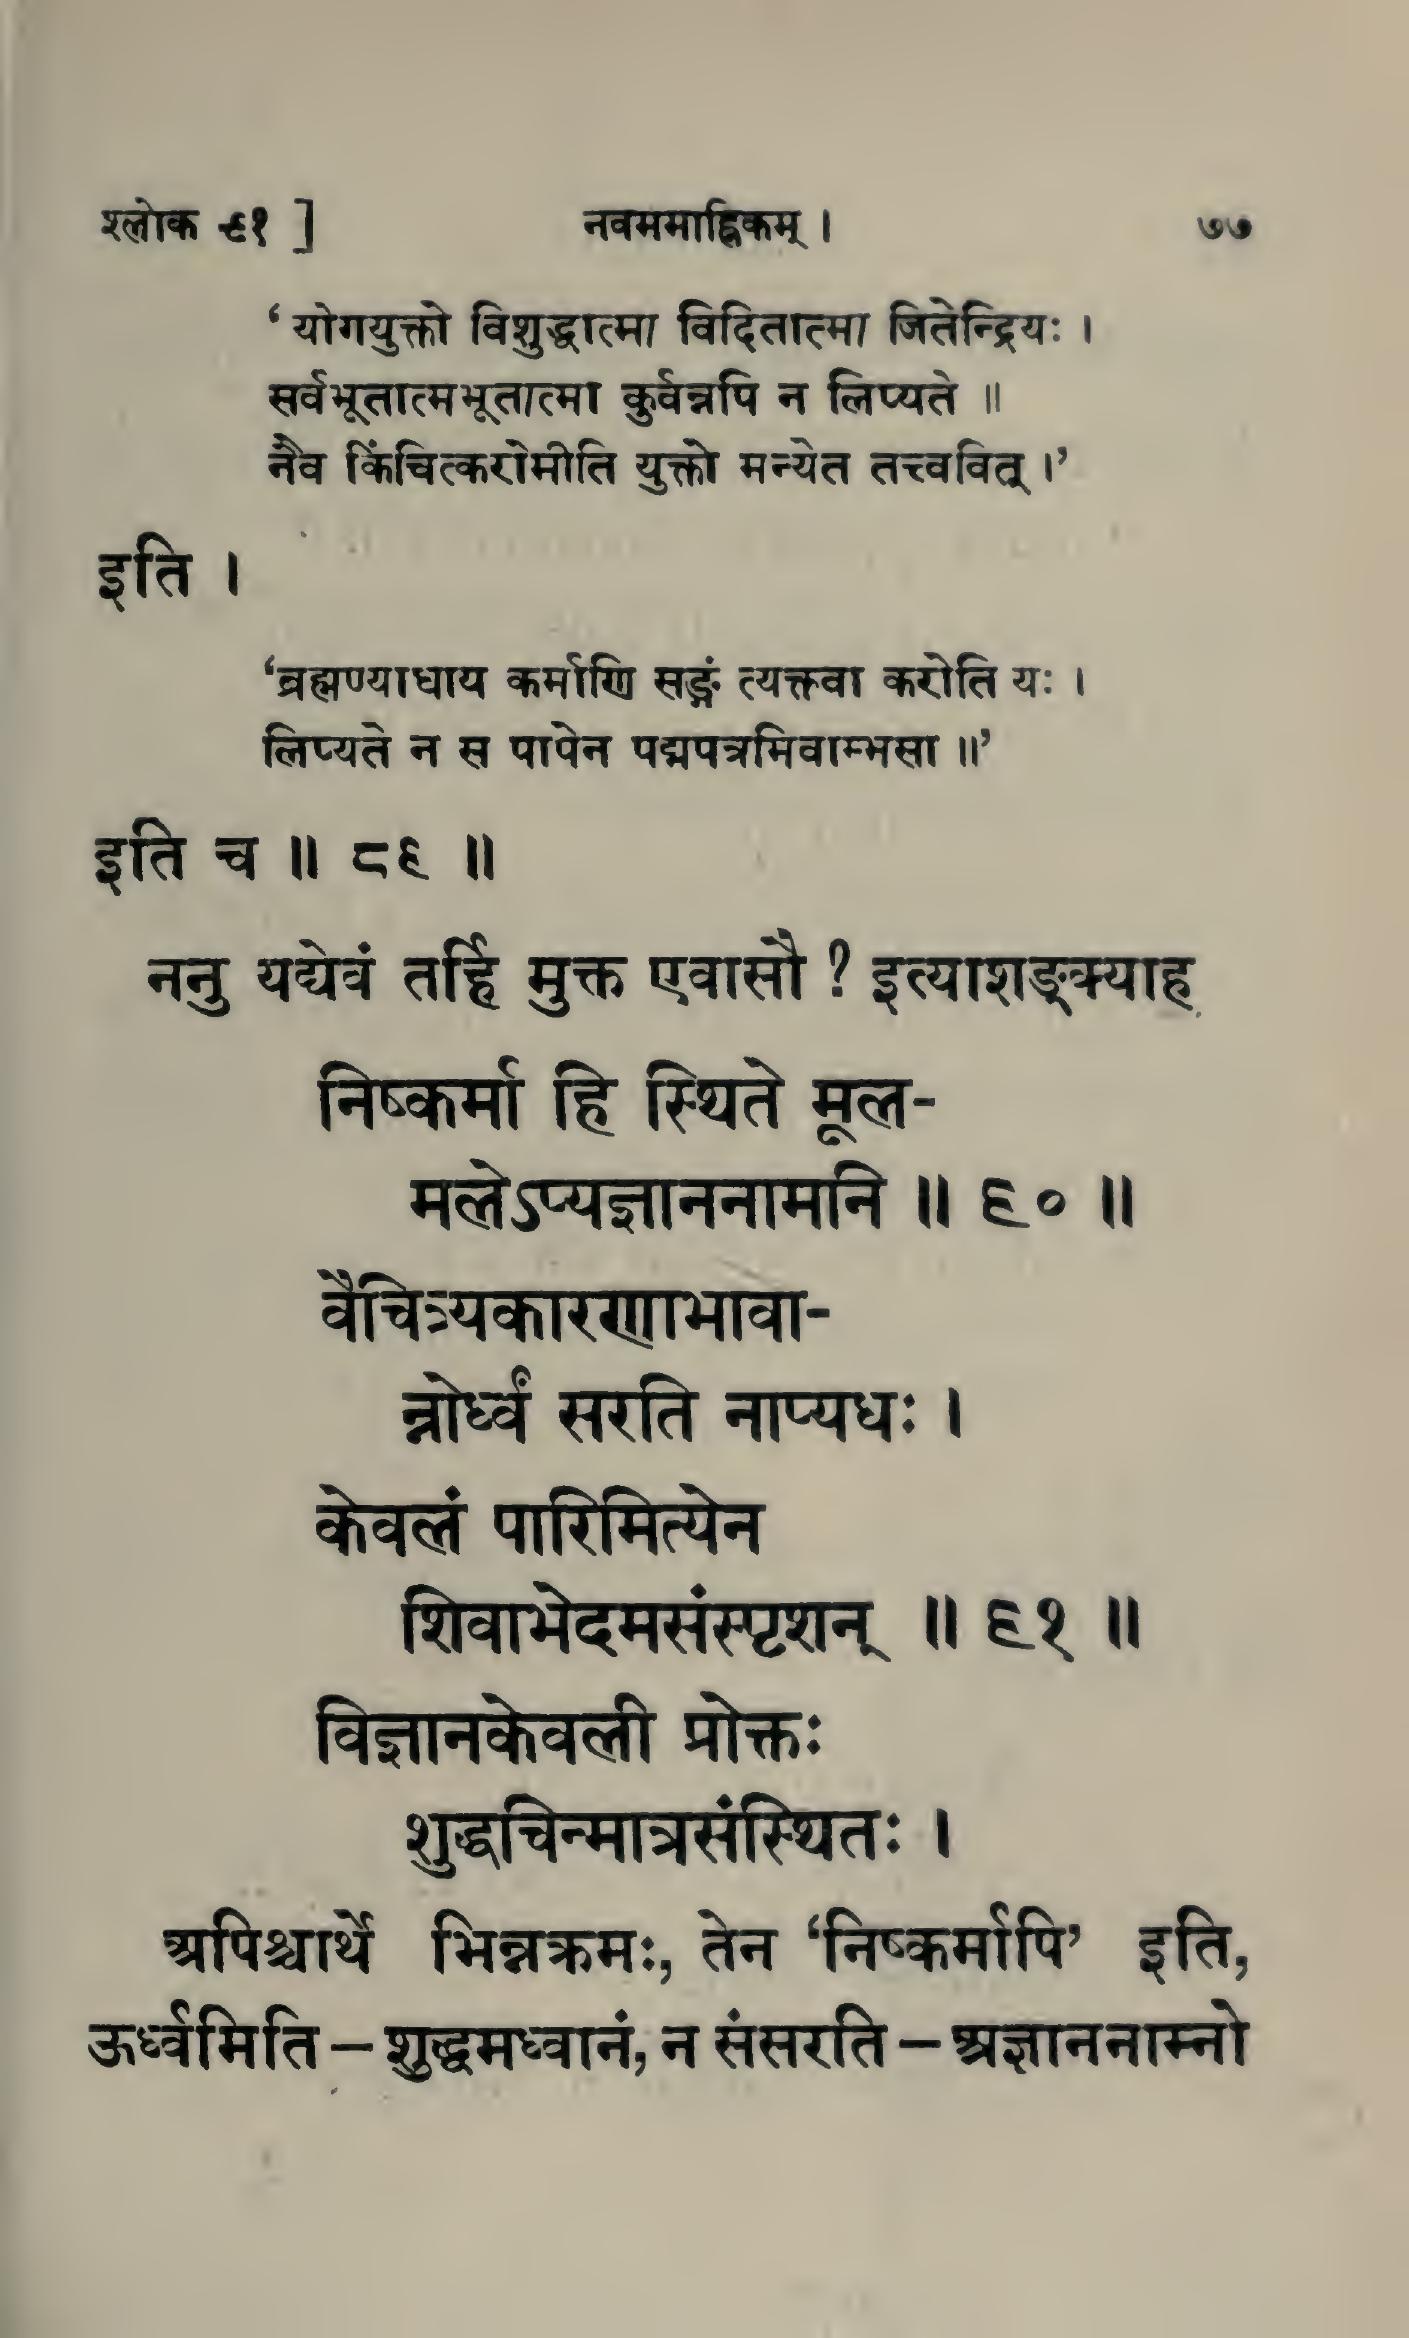 श्लोक ९१ ]
नवममाह्निकम् ।
७७
‘योगयुक्तो विशुद्धात्मा विदितात्मा जितेन्द्रियः ।
सर्वभूतात्मभूतात्मा कुर्वन्नपि न लिप्यते ॥
नैव किंचित्करोमीति युक्तो मन्येत तत्त्ववित् ।’
इति ।
‘ब्रह्मण्याधाय कर्माणि सङ्गं त्यक्त्वा करोति यः ।
लिप्यते न स पापेन पद्मपत्रमिवाम्भसा ॥’
इति च ॥ ८९ ॥
ननु यद्येवं तर्हि मुक्त एवासौ ? इत्याशङ्क्याह
निष्कर्मा हि स्थिते मूल-
मलेऽप्यज्ञाननामनि ॥ ९० ॥
वैचित्र्यकारणाभावा-
न्नोर्ध्वं सरति नाप्यधः ।
केवलं पारिमित्येन
शिवाभेदमसंस्पृशन् ॥ ९१ ॥
विज्ञानकेवली प्रोक्तः
शुद्धचिन्मात्रसंस्थितः ।
अपिश्चार्थे भिन्नक्रमः, तेन ‘निष्कर्मापि’ इति,
ऊर्ध्वमिति – शुद्धमध्वानं, न संसरति – अज्ञाननाम्नो